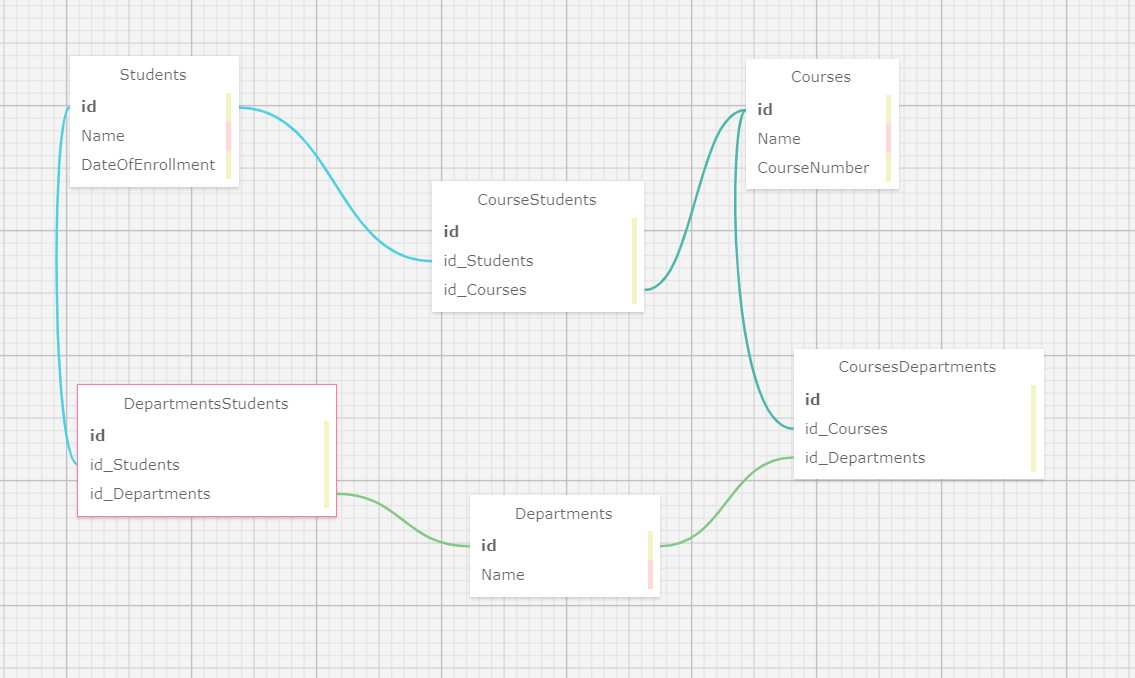 Students
id
Name
DateOfEnrollment
Courses
id
Name
CourseNumber
CourseStudents
id
id_Students
id_Courses
CoursesDepartments
id
id_Courses
id_Departments
DepartmentsStudents
id
id_Students
id_Departments
Departments
id
Name